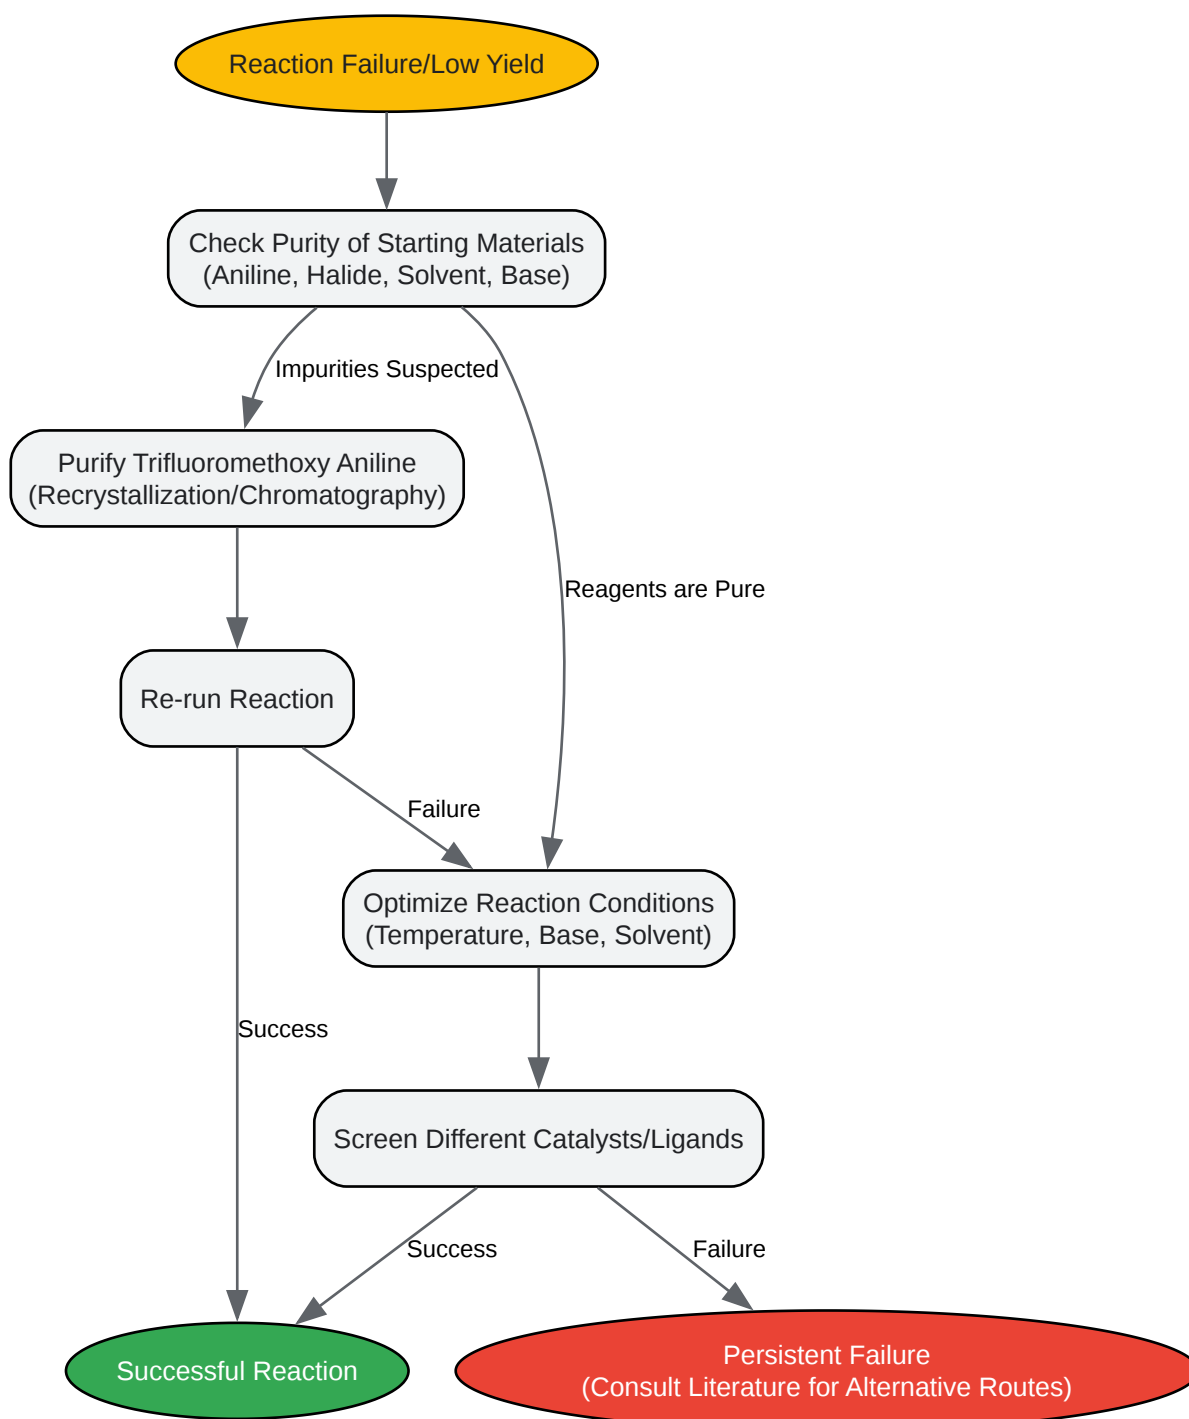 Reaction Failure/Low Yield
Check Purity of Starting Materials
(Aniline, Halide, Solvent, Base)
Impurities Suspected
Purify Trifluoromethoxy Aniline
(Recrystallization/Chromatography)
Reagents are Pure
Re-run Reaction
Failure
Optimize Reaction Conditions
(Temperature, Base, Solvent)
Success
Screen Different Catalysts/Ligands
Success
Failure
Successful Reaction
Persistent Failure
(Consult Literature for Alternative Routes)